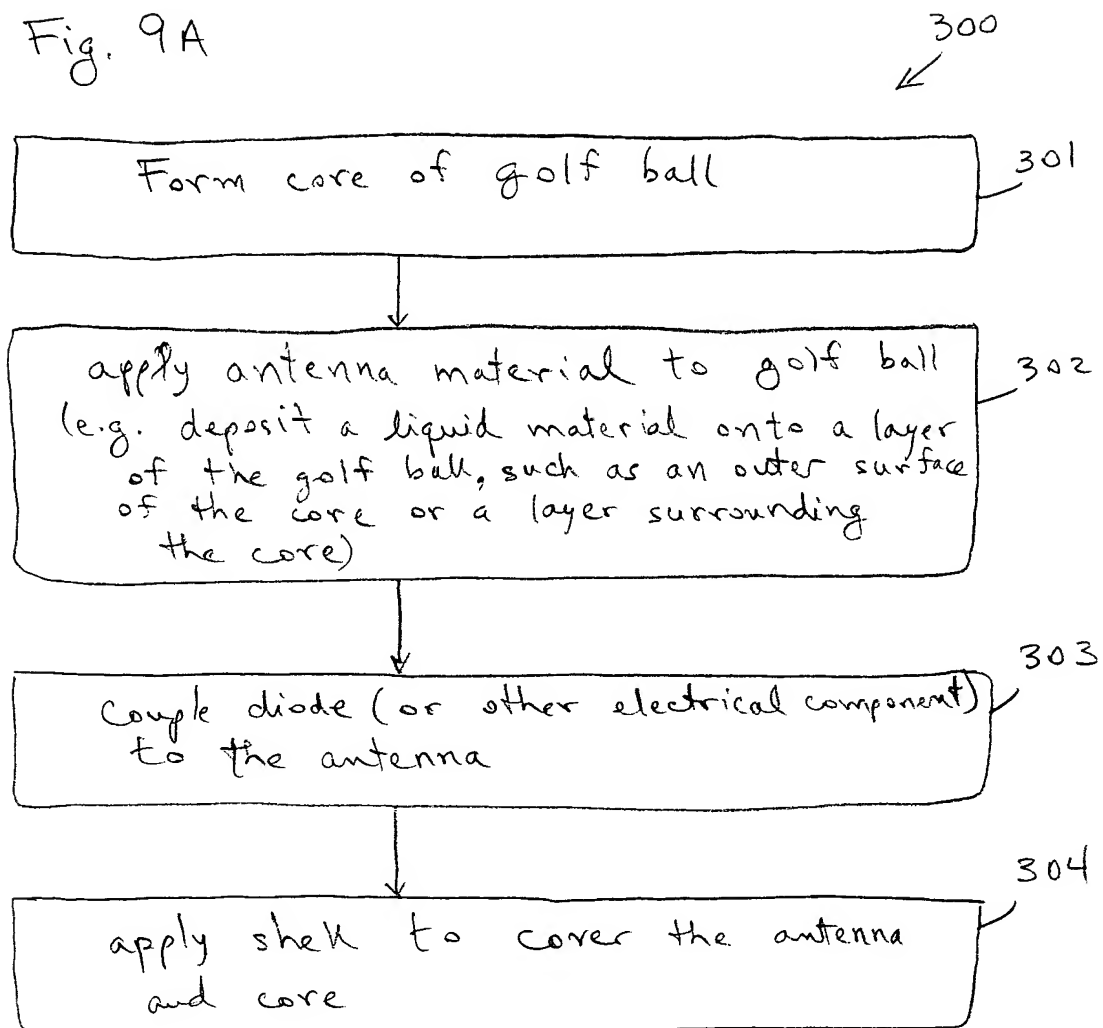 Fig. 9A
300
Form core of golf ball
301
apply antenna material to golf ball
302
(e.g. deposit a liquid material onto a layer
of the golf ball, such as an outer surface
of the core or a layer surrounding
the core)
303
couple diode (or other electrical component)
to the antenna
304
apply shell to cover the antenna
and core